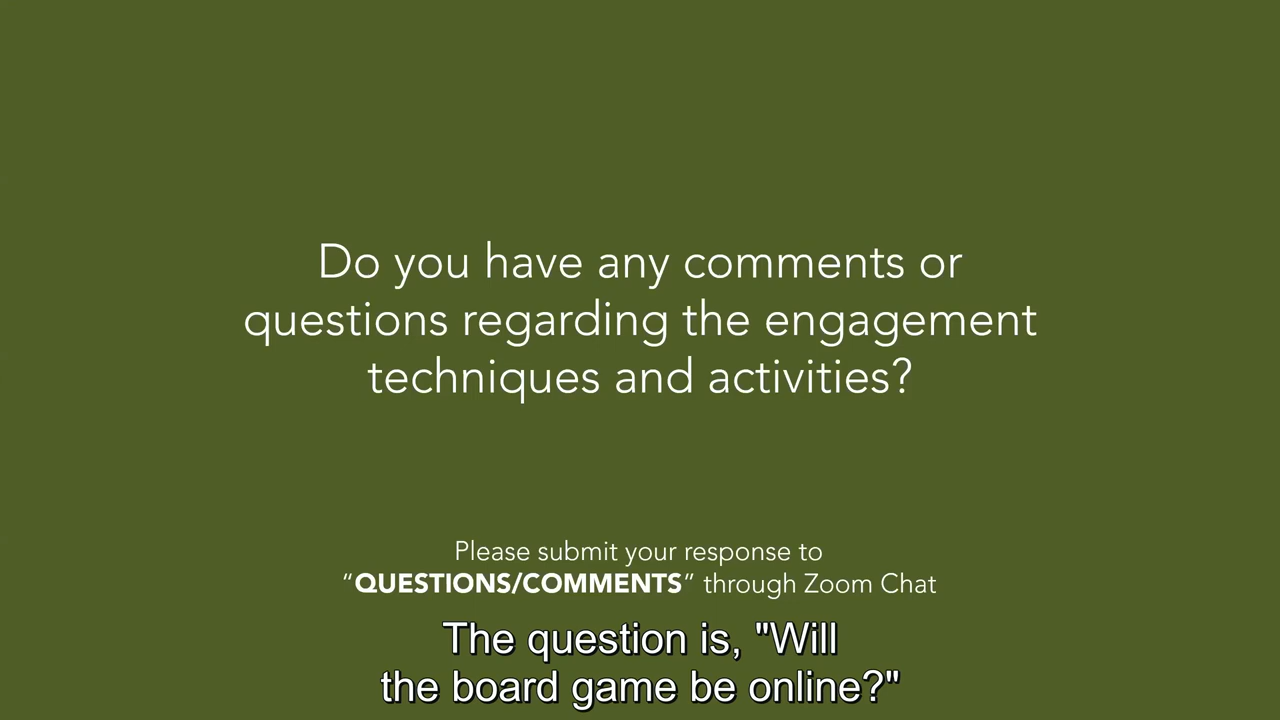 Do you have any comments or
questions regarding the engagement
techniques and activities?
Please submit your response to
“QUESTIONS/COMMENTS” through Zoom Chat
The question is, "Will
the board game be online?"